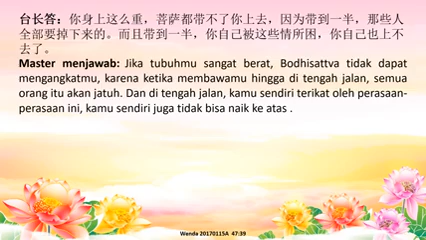 台长答：你身上这么重，菩萨都带不了你上去，因为带到一半，那些人
全部要掉下来的。而且带到一半，你自己被这些情所困，你自己也上不
去了。
Master menjawab: Jika tubuhmu sangat berat, Bodhisattva tidak dapat
mengangkatmu, karena ketika membawamu hingga di tengah jalan, semua
orang itu akan jatuh. Dan di tengah jalan, kamu sendiri terikat oleh perasaan-
perasaan ini, kamu sendiri juga tidak bisa naik ke atas .
Wenda 20170115A 47:39